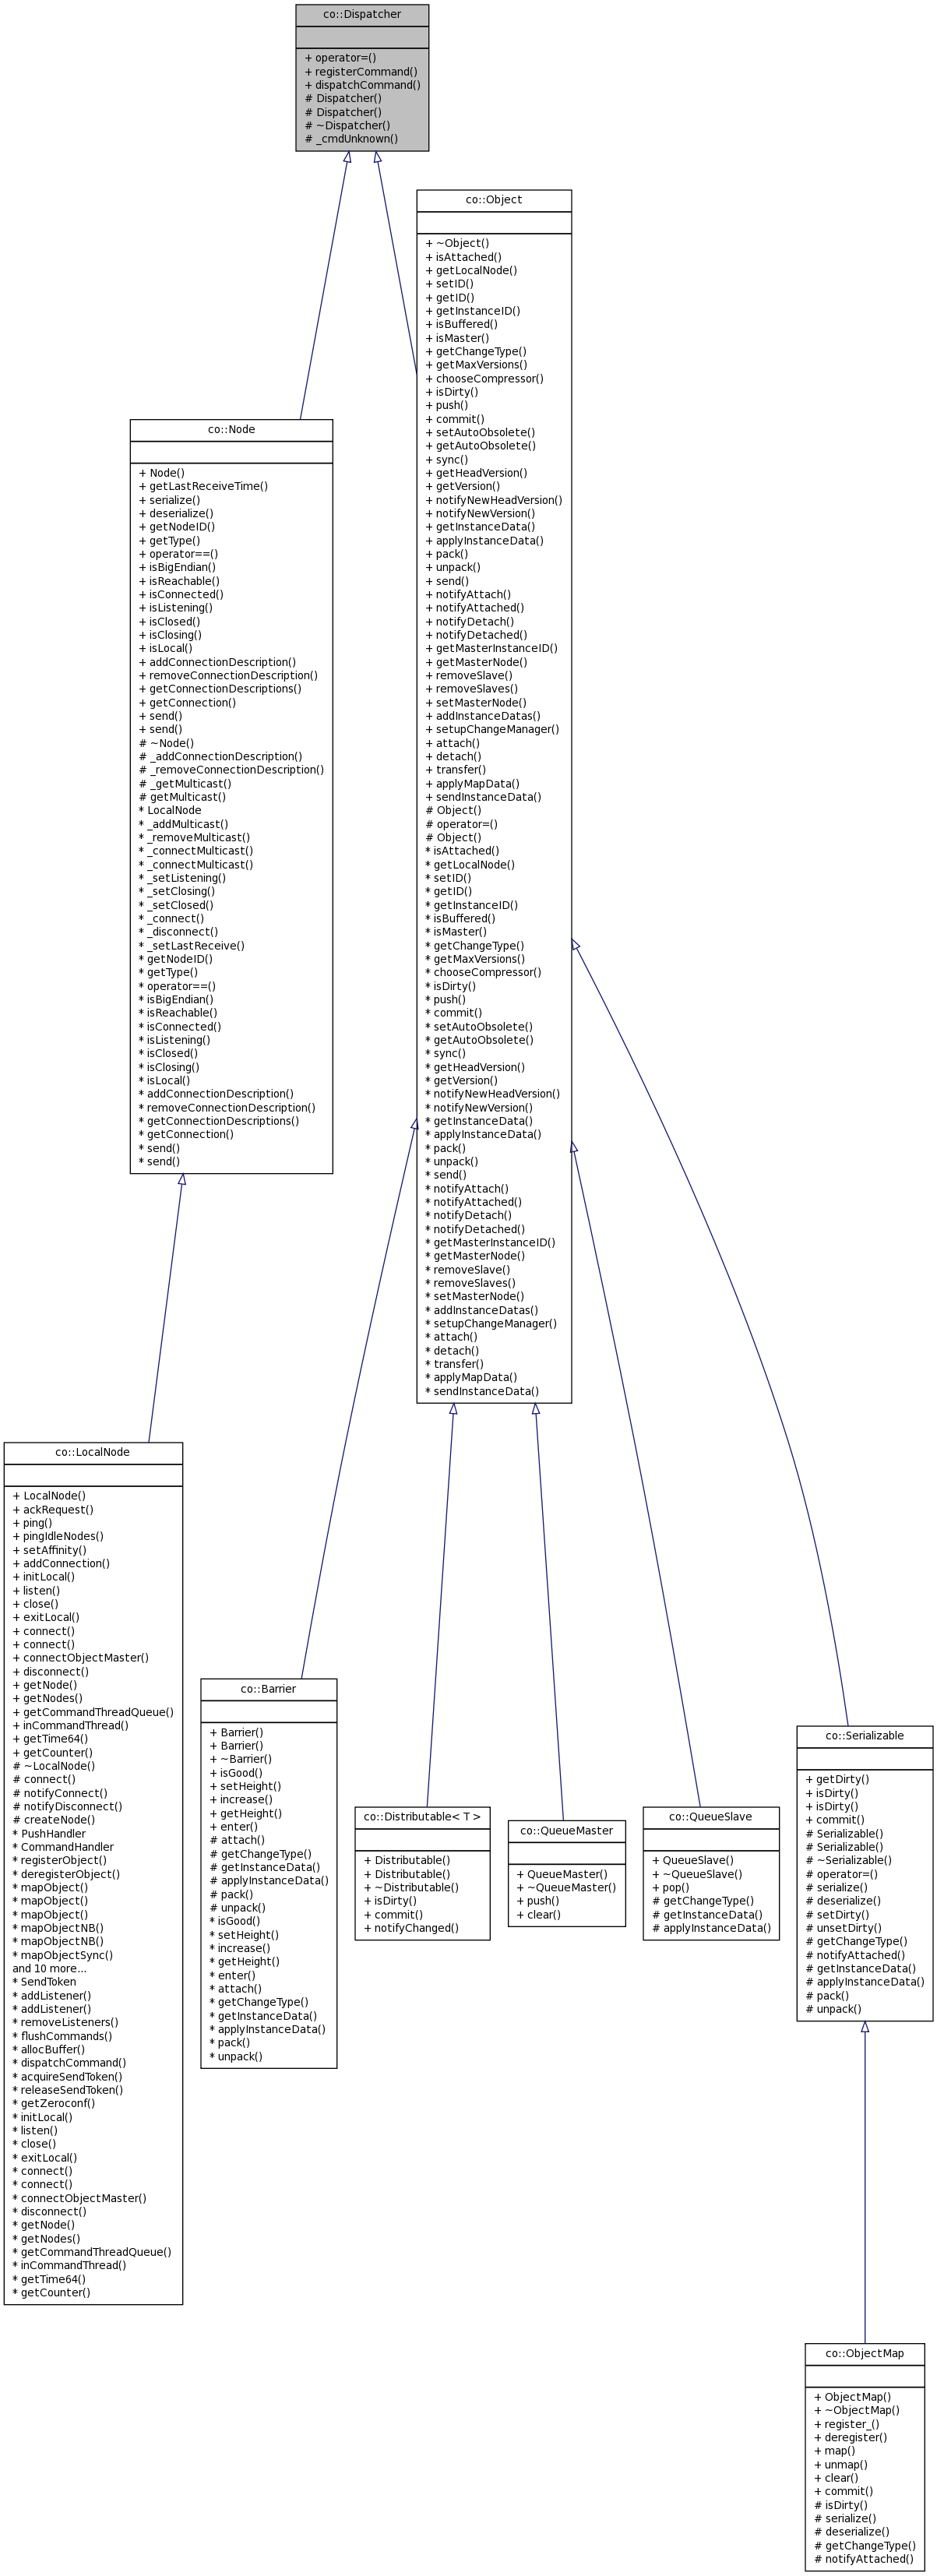 co::Dispatcher
+ operator=()
+ registerCommand()
+ dispatchCommand()
# Dispatcher()
# Dispatcher()
# ~Dispatcher()
# _cmdUnknown()
co::Object
+ ~Object()
+ isAttached()
+ getLocalNode()
+ setID()
+ getID()
+ getInstanceID()
+ isBuffered()
+ isMaster()
+ getChangeType()
+ getMaxVersions()
+ chooseCompressor()
+ isDirty()
+ push()
+ commit()
+ setAutoObsolete()
+ getAutoObsolete()
+ sync()
+ getHeadVersion()
+ getVersion()
+ notifyNewHeadVersion()
+ notifyNewVersion()
+ getInstanceData()
+ applyInstanceData()
+ pack()
+ unpack()
+ send()
+ notifyAttach()
+ notifyAttached()
+ notifyDetach()
+ notifyDetached()
+ getMasterInstanceID()
+ getMasterNode()
+ removeSlave()
+ removeSlaves()
+ setMasterNode()
+ addInstanceDatas()
+ setupChangeManager()
+ attach()
+ detach()
+ transfer()
+ applyMapData()
+ sendInstanceData()
# Object()
# operator=()
# Object()
* isAttached()
* getLocalNode()
* setID()
* getID()
* getInstanceID()
* isBuffered()
* isMaster()
* getChangeType()
* getMaxVersions()
* chooseCompressor()
* isDirty()
* push()
* commit()
* setAutoObsolete()
* getAutoObsolete()
* sync()
* getHeadVersion()
* getVersion()
* notifyNewHeadVersion()
* notifyNewVersion()
* getInstanceData()
* applyInstanceData()
* pack()
* unpack()
* send()
* notifyAttach()
* notifyAttached()
* notifyDetach()
* notifyDetached()
* getMasterInstanceID()
* getMasterNode()
* removeSlave()
* removeSlaves()
* setMasterNode()
* addInstanceDatas()
* setupChangeManager()
* attach()
* detach()
* transfer()
* applyMapData()
* sendInstanceData()
co::Node
+ Node()
+ getLastReceiveTime()
+ serialize()
+ deserialize()
+ getNodeID()
+ getType()
+ operator==()
+ isBigEndian()
+ isReachable()
+ isConnected()
+ isListening()
+ isClosed()
+ isClosing()
+ isLocal()
+ addConnectionDescription()
+ removeConnectionDescription()
+ getConnectionDescriptions()
+ getConnection()
+ send()
+ send()
# ~Node()
# _addConnectionDescription()
# _removeConnectionDescription()
# _getMulticast()
# getMulticast()
* LocalNode
* _addMulticast()
* _removeMulticast()
* _connectMulticast()
* _connectMulticast()
* _setListening()
* _setClosing()
* _setClosed()
* _connect()
* _disconnect()
* _setLastReceive()
* getNodeID()
* getType()
* operator==()
* isBigEndian()
* isReachable()
* isConnected()
* isListening()
* isClosed()
* isClosing()
* isLocal()
* addConnectionDescription()
* removeConnectionDescription()
* getConnectionDescriptions()
* getConnection()
* send()
* send()
co::LocalNode
+ LocalNode()
+ ackRequest()
+ ping()
+ pingIdleNodes()
+ setAffinity()
+ addConnection()
+ initLocal()
+ listen()
+ close()
+ exitLocal()
+ connect()
+ connect()
+ connectObjectMaster()
+ disconnect()
+ getNode()
+ getNodes()
+ getCommandThreadQueue()
+ inCommandThread()
+ getTime64()
+ getCounter()
# ~LocalNode()
# connect()
# notifyConnect()
# notifyDisconnect()
# createNode()
* PushHandler
* CommandHandler
* registerObject()
* deregisterObject()
* mapObject()
* mapObject()
* mapObject()
* mapObjectNB()
* mapObjectNB()
* mapObjectSync()
and 10 more...
* SendToken
* addListener()
* addListener()
* removeListeners()
* flushCommands()
* allocBuffer()
* dispatchCommand()
* acquireSendToken()
* releaseSendToken()
* getZeroconf()
* initLocal()
* listen()
* close()
* exitLocal()
* connect()
* connect()
* connectObjectMaster()
* disconnect()
* getNode()
* getNodes()
* getCommandThreadQueue()
* inCommandThread()
* getTime64()
* getCounter()
co::Barrier
+ Barrier()
+ Barrier()
+ ~Barrier()
+ isGood()
+ setHeight()
+ increase()
+ getHeight()
+ enter()
# attach()
# getChangeType()
# getInstanceData()
# applyInstanceData()
# pack()
# unpack()
* isGood()
* setHeight()
* increase()
* getHeight()
* enter()
* attach()
* getChangeType()
* getInstanceData()
* applyInstanceData()
* pack()
* unpack()
co::Distributable< T >
+ Distributable()
+ Distributable()
+ ~Distributable()
+ isDirty()
+ commit()
+ notifyChanged()
co::QueueMaster
+ QueueMaster()
+ ~QueueMaster()
+ push()
+ clear()
co::QueueSlave
+ QueueSlave()
+ ~QueueSlave()
+ pop()
# getChangeType()
# getInstanceData()
# applyInstanceData()
co::Serializable
+ getDirty()
+ isDirty()
+ isDirty()
+ commit()
# Serializable()
# Serializable()
# ~Serializable()
# operator=()
# serialize()
# deserialize()
# setDirty()
# unsetDirty()
# getChangeType()
# notifyAttached()
# getInstanceData()
# applyInstanceData()
# pack()
# unpack()
co::ObjectMap
+ ObjectMap()
+ ~ObjectMap()
+ register_()
+ deregister()
+ map()
+ unmap()
+ clear()
+ commit()
# isDirty()
# serialize()
# deserialize()
# getChangeType()
# notifyAttached()